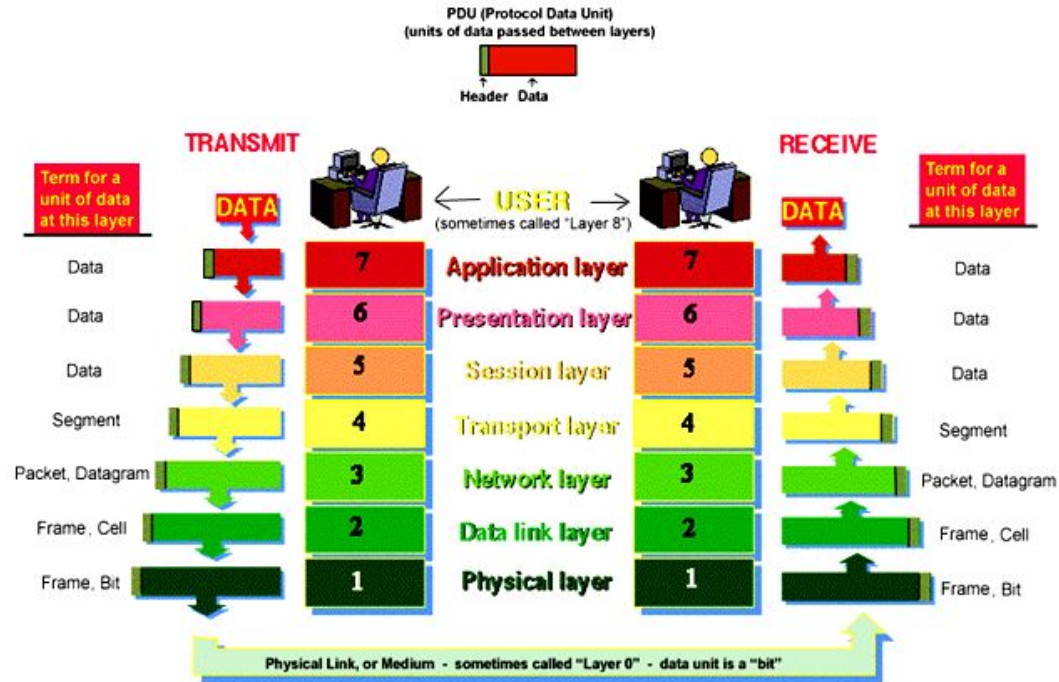 PDU (Protocol Data Unit)
(units of data passed between layers)
Header Data
TRANSMIT
RECEIVE
Term for a
unit of data
at this layer
DATA
USER
(sometimes called "Layer 8")
DATA
Term for a
unit of data
at this layer
Data
7
Application layer
7
Data
Data
6
Presentation layer
6
Data
Data
5
Session layer
5
Data
Segment
4
Transport layer
4
Segment
Packet, Datagram
3
Network layer
3
Packet, Datagram
Frame, Cell
2
Data link layer
2
Frame, Cell
Frame, Bit
1
Physical layer
1
Frame, Bit
Physical Link, or Medium - sometimes called "Layer 0" - data unit is a "bit"